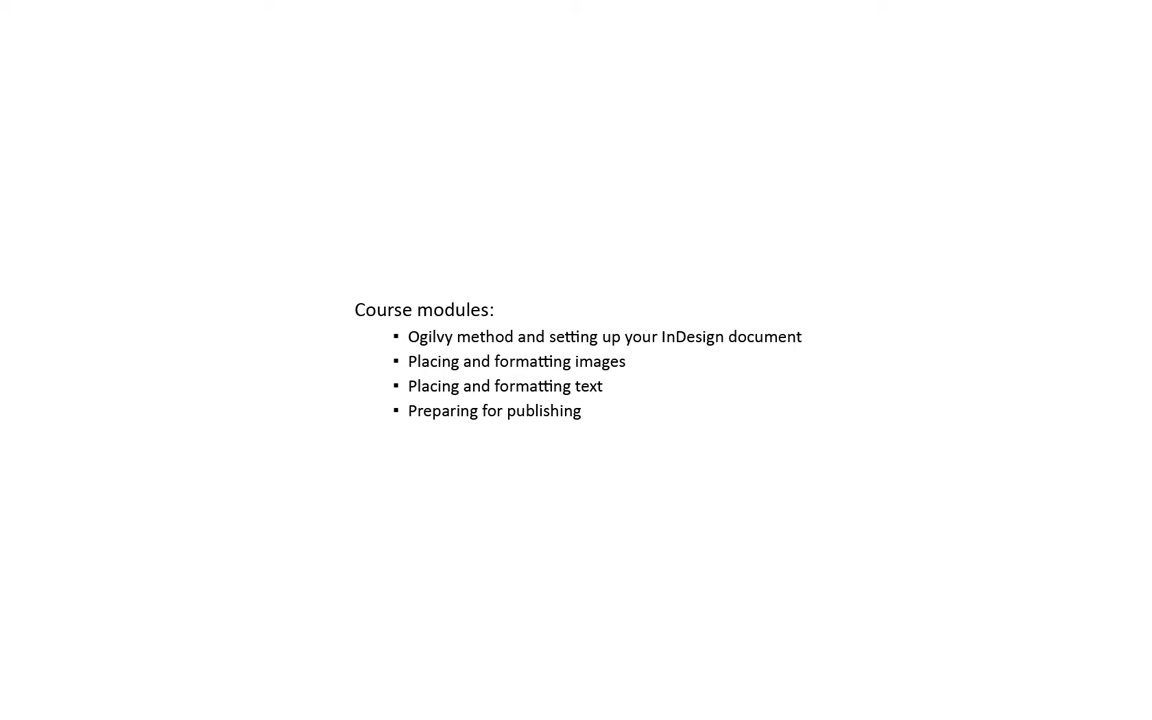 Course modules:
▪ Ogilvy method and setting up your InDesign document
▪ Placing and formatting images
▪ Placing and formatting text
▪ Preparing for publishing